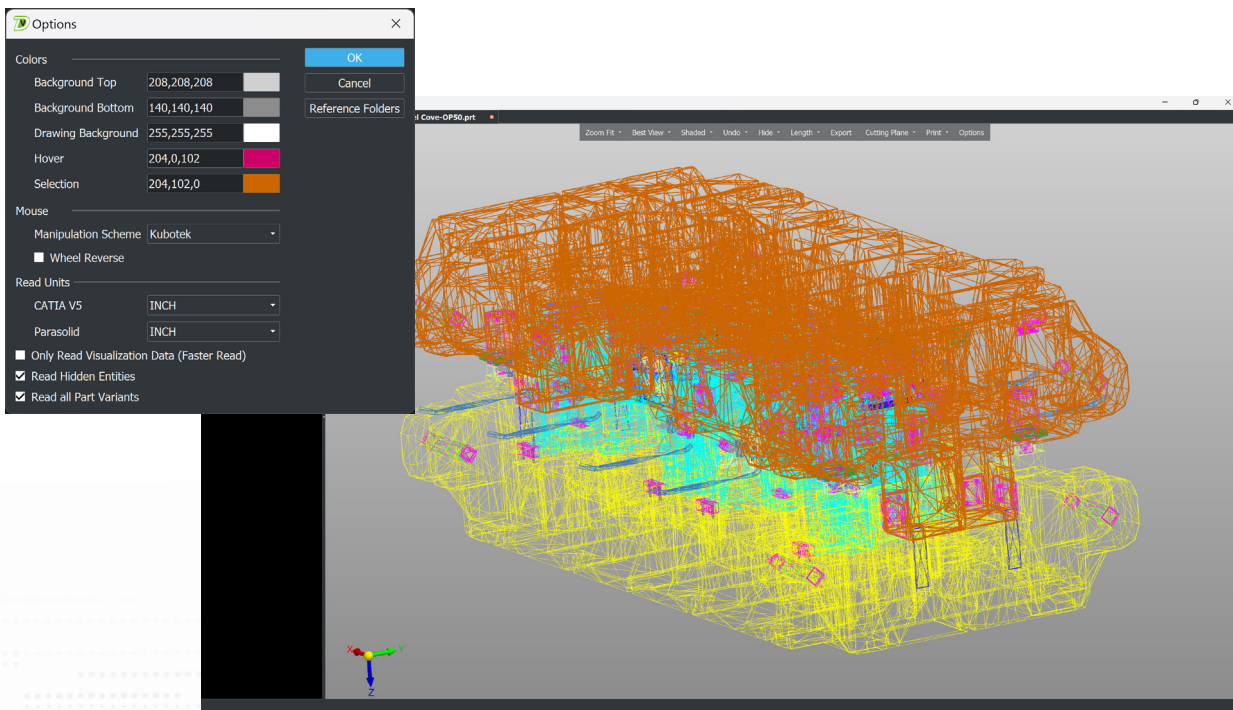 Options
Colors
OK
Background Top 208,208,208
Cancel
Background Bottom 140,140,140
Reference Folders
Drawing Background 255,255,255
Hover 204,0,102
Selection 204,102,0
Mouse
Manipulation Scheme Kubotek
Wheel Reverse
Read Units
CATIA V5 INCH
Parasolid INCH
Only Read Visualization Data (Faster Read)
Read Hidden Entities
Read all Part Variants
el Cove-OP50.prt
Zoom Fit Best View Shaded Undo Hide Length Export Cutting Plane Print Options
X Y
Z